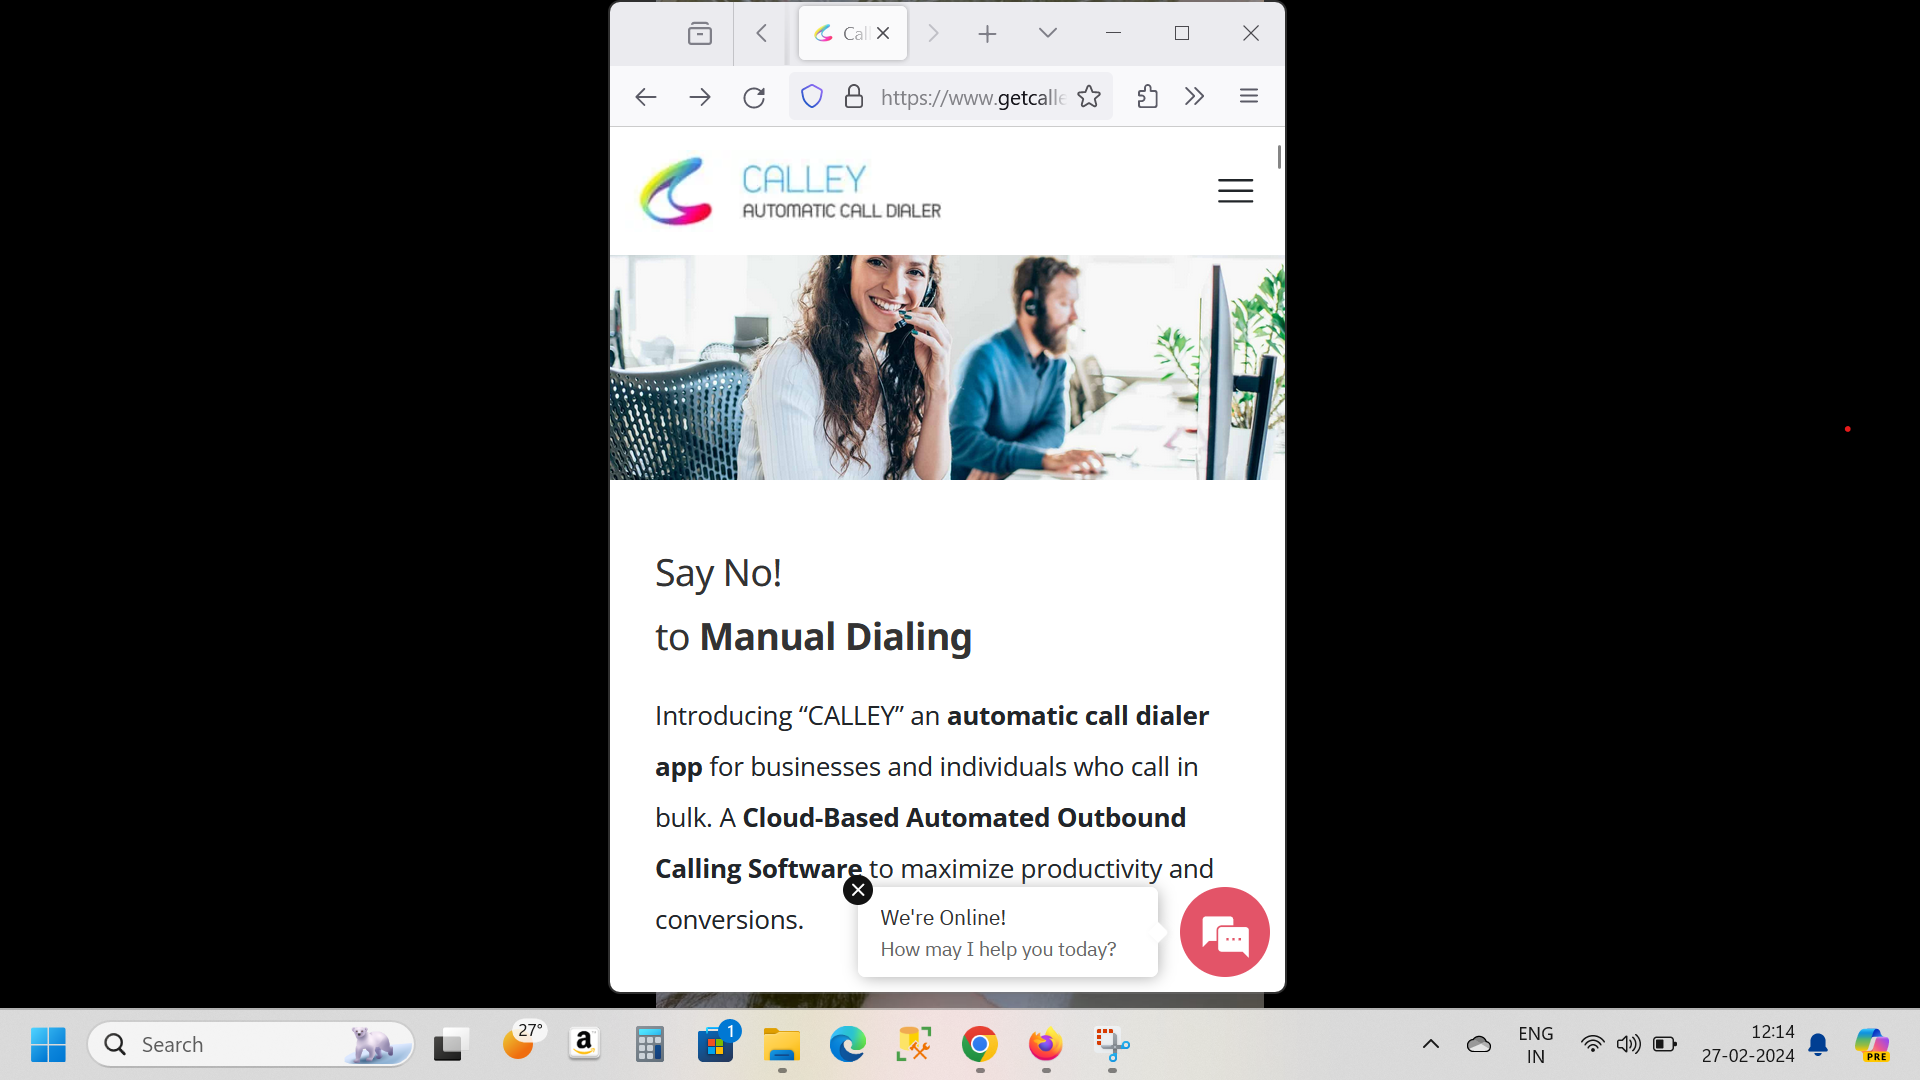 Cal
https://www.getcalle
CALLEY
AUTOMATIC CALL DIALER
Say No!
to Manual Dialing
Introducing “CALLEY” an automatic call dialer
app for businesses and individuals who call in
bulk. A Cloud-Based Automated Outbound
Calling Software to maximize productivity and
conversions.
We're Online!
How may I help you today?
Search
27°
a
1
ENG
IN
12:14
27-02-2024
PRE